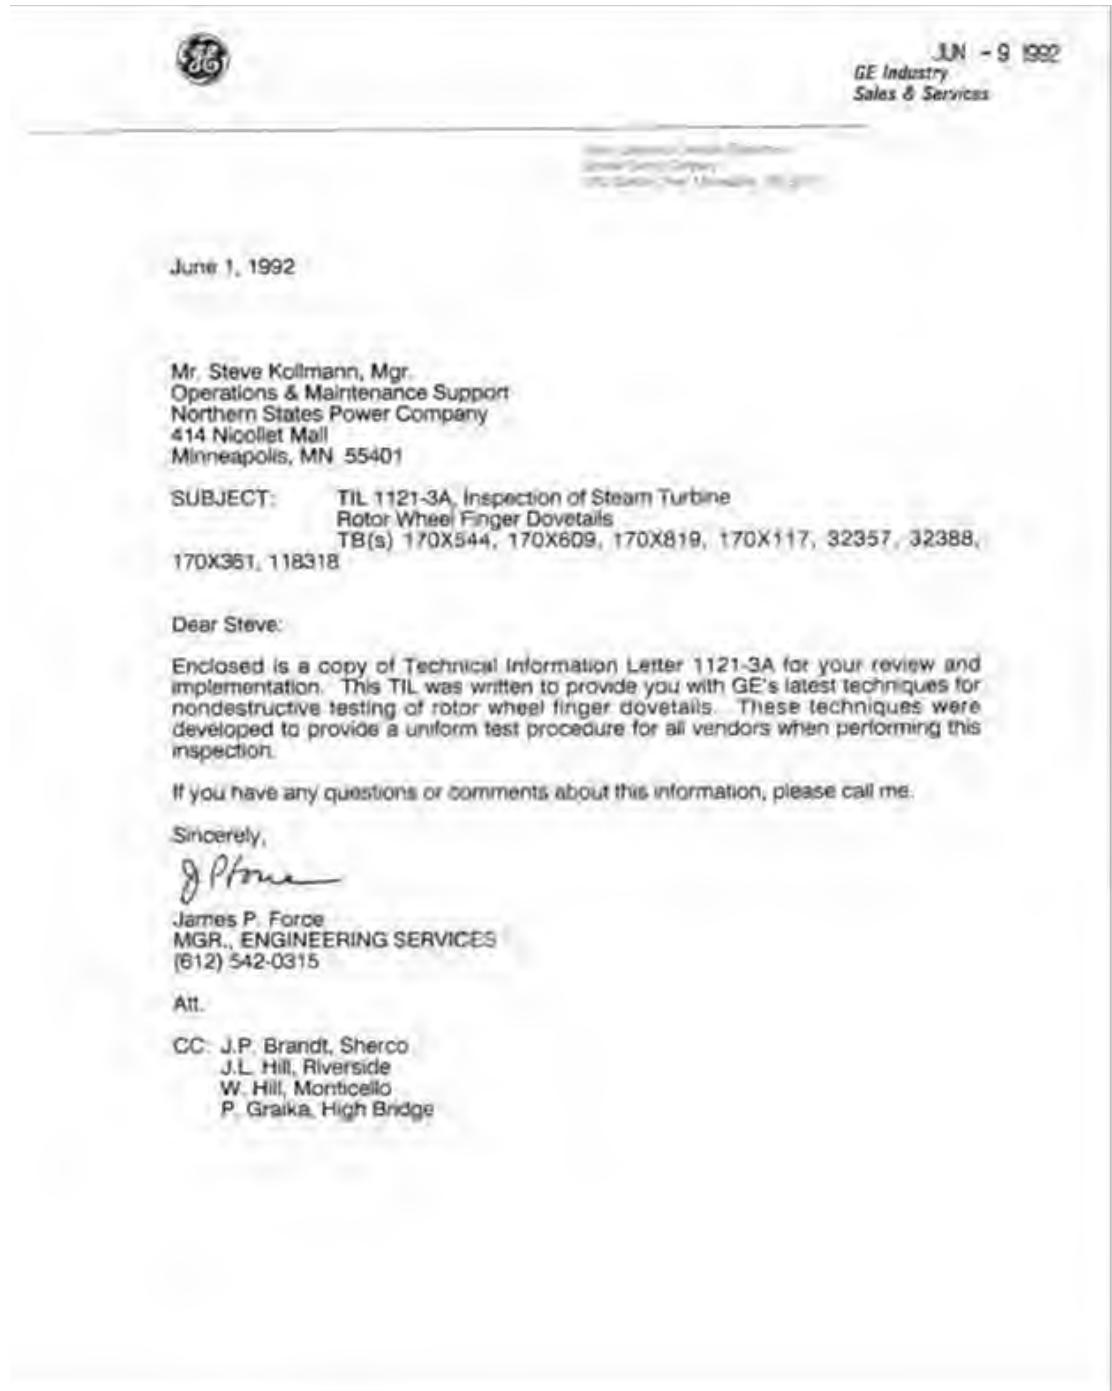 GE
JUN - 9 1992
GE Industry
Sales & Services
June 1, 1992
Mr. Steve Kollmann, Mgr.
Operations & Maintenance Support
Northern States Power Company
414 Nicollet Mall
Minneapolis, MN 55401
SUBJECT: TIL 1121-3A, Inspection of Steam Turbine
Rotor Wheel Finger Dovetails
TB(s) 170X544, 170X609, 170X819, 170X117, 32357, 32388,
170X361, 118318
Dear Steve:
Enclosed is a copy of Technical Information Letter 1121-3A for your review and
implementation. This TIL was written to provide you with GE's latest techniques for
nondestructive testing of rotor wheel finger dovetails. These techniques were
developed to provide a uniform test procedure for all vendors when performing this
inspection.
If you have any questions or comments about this information, please call me.
Sincerely,
J P Force
James P. Force
MGR., ENGINEERING SERVICES
(612) 542-0315
Att.
CC: J.P. Brandt, Sherco
J.L. Hill, Riverside
W. Hill, Monticello
P. Graika, High Bridge